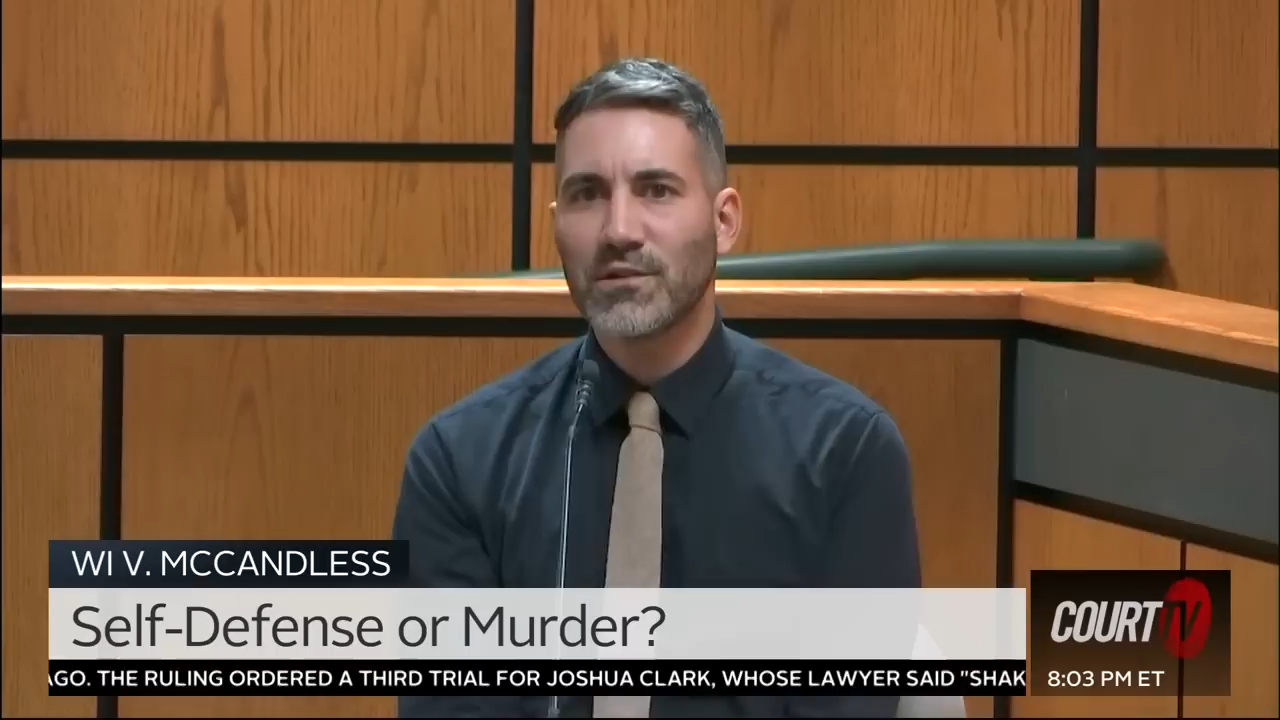 WI V. MCCANDLESS
Self-Defense or Murder?
AGO. THE RULING ORDERED A THIRD TRIAL FOR JOSHUA CLARK, WHOSE LAWYER SAID "SHAK
COURT TV
8:03 PM ET